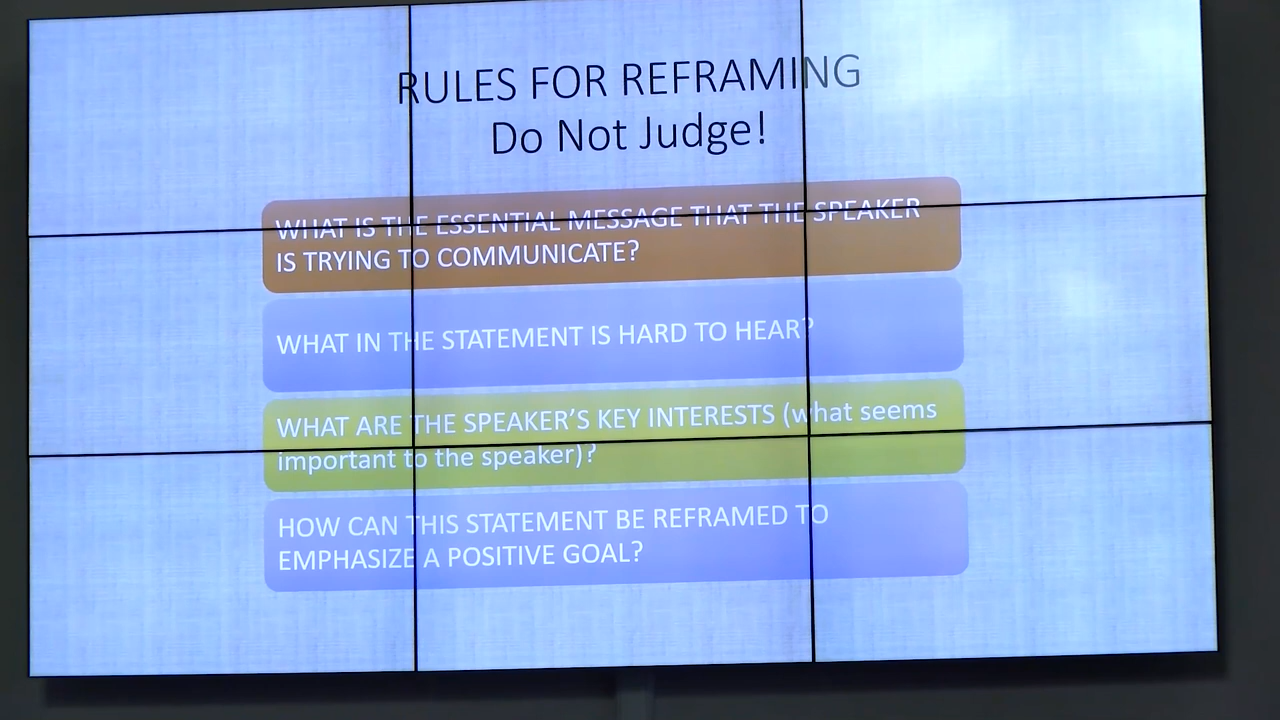 RULES FOR REFRAMING
Do Not Judge!
WHAT IS THE ESSENTIAL MESSAGE THAT THE SPEAKER
IS TRYING TO COMMUNICATE?
WHAT IN THE STATEMENT IS HARD TO HEAR?
WHAT ARE THE SPEAKER’S KEY INTERESTS (what seems
important to the speaker)?
HOW CAN THIS STATEMENT BE REFRAMED TO
EMPHASIZE A POSITIVE GOAL?